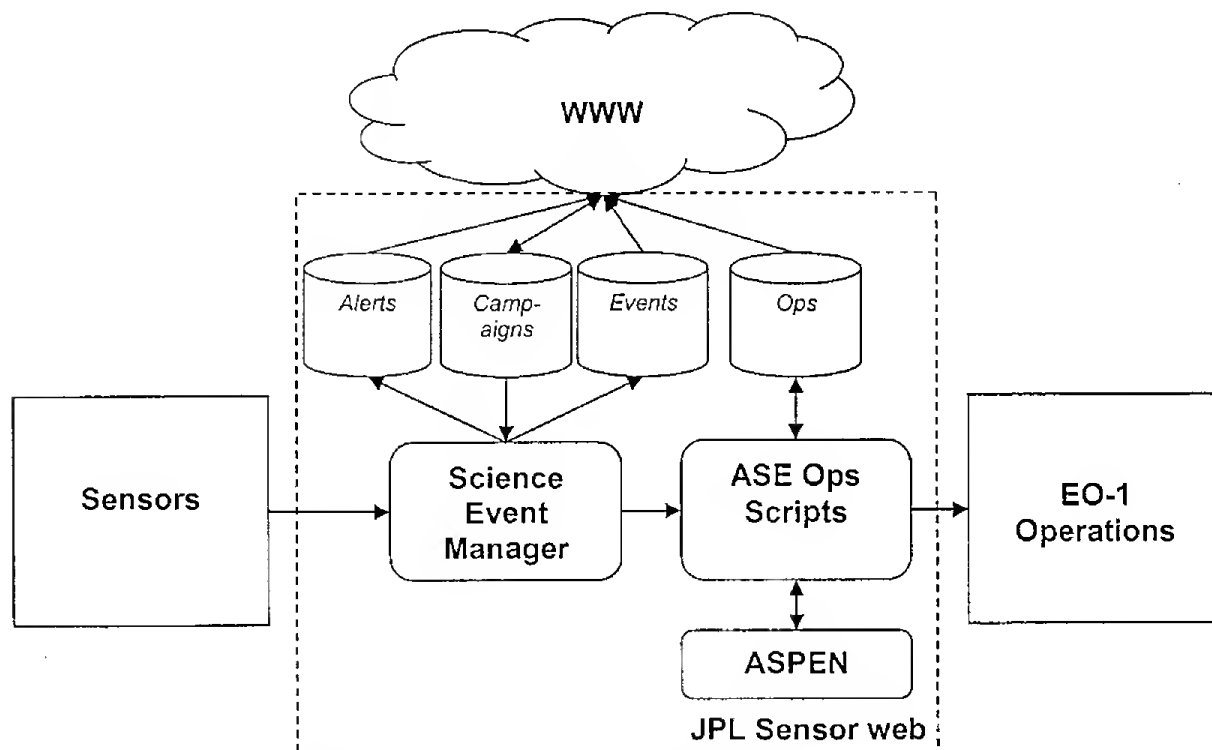 WWW
Alerts
Camp-
aigns
Events
Ops
Sensors
Science
Event
Manager
ASE Ops
Scripts
EO-1
Operations
ASPEN
JPL Sensor web